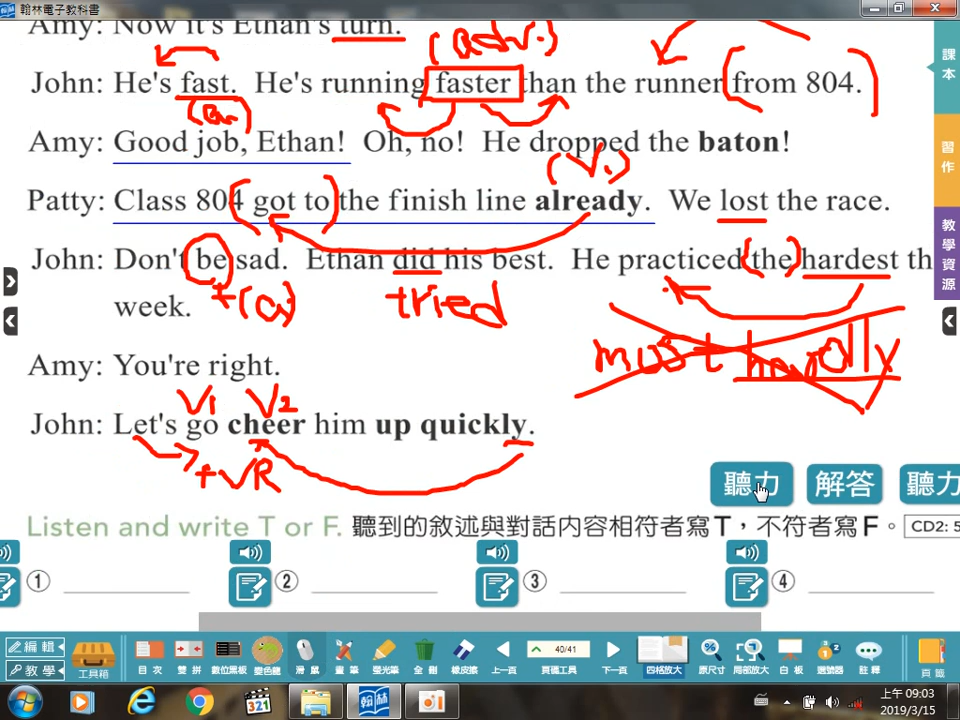 翰林電子教科書
Amy: Now it's Ethan's turn.
(adv.)
John: He's fast. He's running faster than the runner from 804.
Amy: Good job, Ethan! Oh, no! He dropped the baton!
(V.)
Patty: Class 804 got to the finish line already. We lost the race.
John: Don't be sad. Ethan did his best. He practiced the hardest th
week.
tried
Amy: You're right.
V1 V2
John: Let's go cheer him up quickly.
+VR
聽力 解答 聽力
Listen and write T or F. 聽到的敘述與對話內容相符者寫T，不符者寫F。 CD2: 5
① ② ③ ④
課本
習作
教學資源
編輯
教學
工具箱 目次 雙拼 數位黑板 變色龍 滑鼠 畫筆 螢光筆 全刪 橡皮擦 上一頁 40/41 頁碼工具 下一頁 四格放大 原尺寸 局部放大 白板 選號器 註釋 頁籤
321 翰林
上午 09:03
2019/3/15